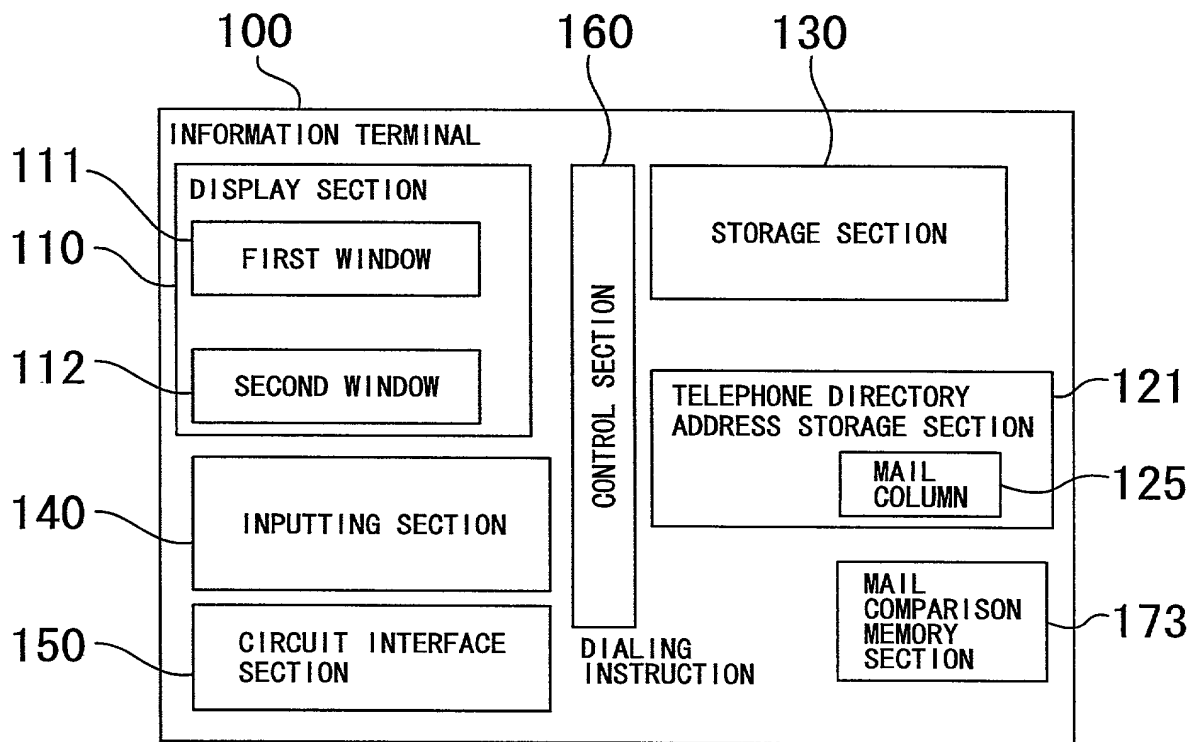 100
160
130
INFORMATION TERMINAL
111
DISPLAY SECTION
110
FIRST WINDOW
112
SECOND WINDOW
CONTROL SECTION
STORAGE SECTION
TELEPHONE DIRECTORY
ADDRESS STORAGE SECTION
121
MAIL
COLUMN
125
140
INPUTTING SECTION
150
CIRCUIT INTERFACE
SECTION
DIALING
INSTRUCTION
MAIL
COMPARISON
MEMORY
SECTION
173